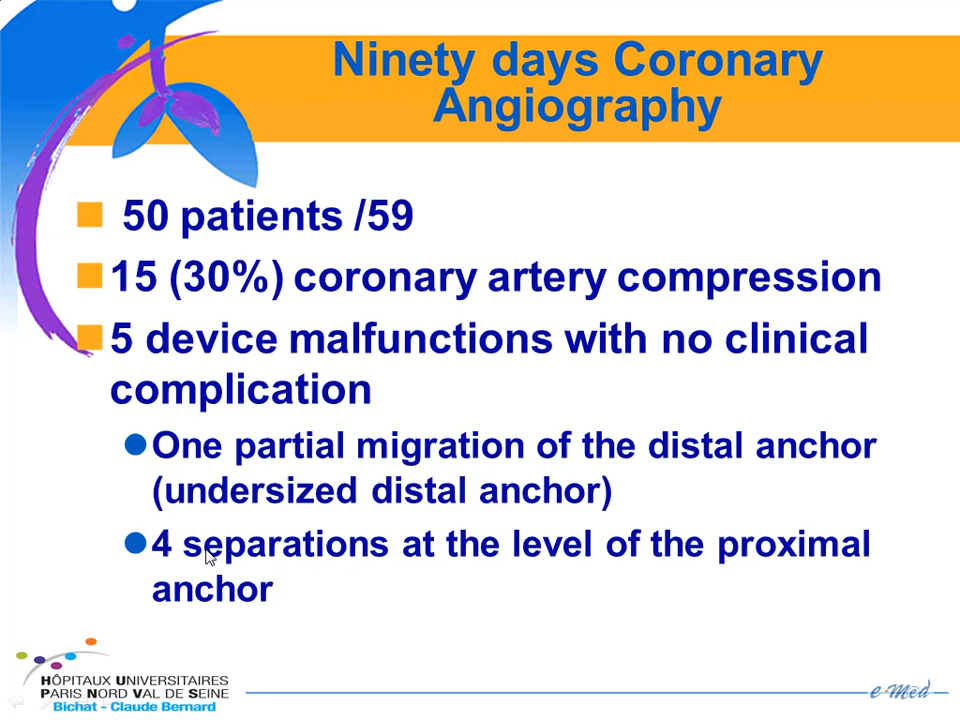 Ninety days Coronary
Angiography
50 patients /59
15 (30%) coronary artery compression
5 device malfunctions with no clinical
complication
One partial migration of the distal anchor
(undersized distal anchor)
4 separations at the level of the proximal
anchor
HÔPITAUX UNIVERSITAIRES
PARIS NORD VAL DE SEINE
Bichat – Claude Bernard
e-Med